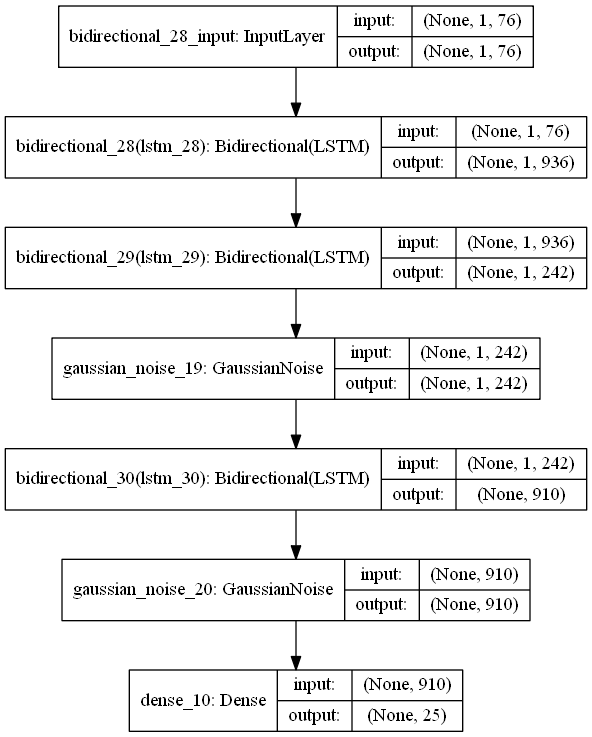 bidirectional_28_input: InputLayer input: (None, 1, 76)
output: (None, 1, 76)
bidirectional_28(lstm_28): Bidirectional(LSTM) input: (None, 1, 76)
output: (None, 1, 936)
bidirectional_29(lstm_29): Bidirectional(LSTM) input: (None, 1, 936)
output: (None, 1, 242)
gaussian_noise_19: GaussianNoise input: (None, 1, 242)
output: (None, 1, 242)
bidirectional_30(lstm_30): Bidirectional(LSTM) input: (None, 1, 242)
output: (None, 910)
gaussian_noise_20: GaussianNoise input: (None, 910)
output: (None, 910)
dense_10: Dense input: (None, 910)
output: (None, 25)